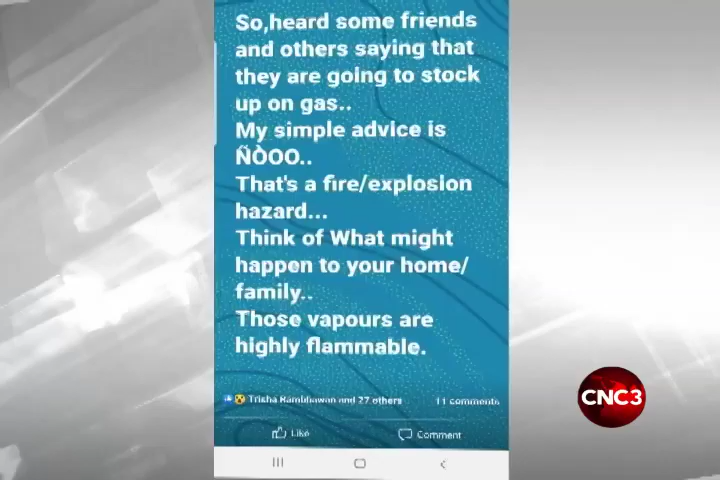 So,heard some friends
and others saying that
they are going to stock
up on gas..
My simple advice is
ÑÒOO..
That's a fire/explosion
hazard...
Think of What might
happen to your home/
family..
Those vapours are
highly flammable.
Trisha Rambhawan and 27 others 11 comments
Like Comment
CNC3